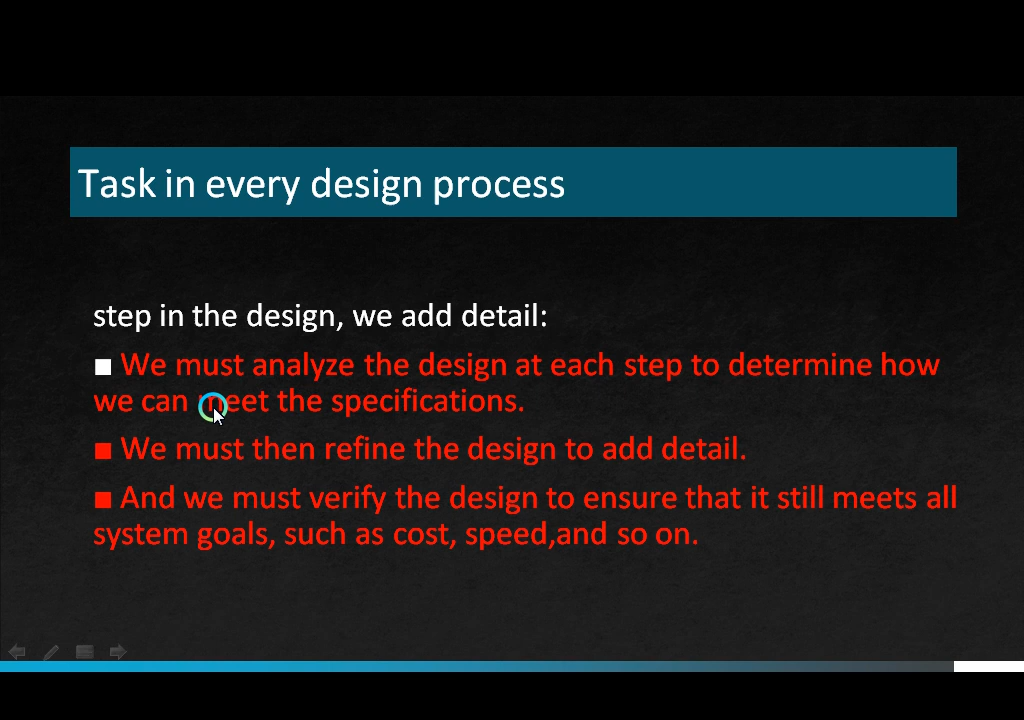 Task in every design process
step in the design, we add detail:
■ We must analyze the design at each step to determine how
we can meet the specifications.
■ We must then refine the design to add detail.
■ And we must verify the design to ensure that it still meets all
system goals, such as cost, speed,and so on.